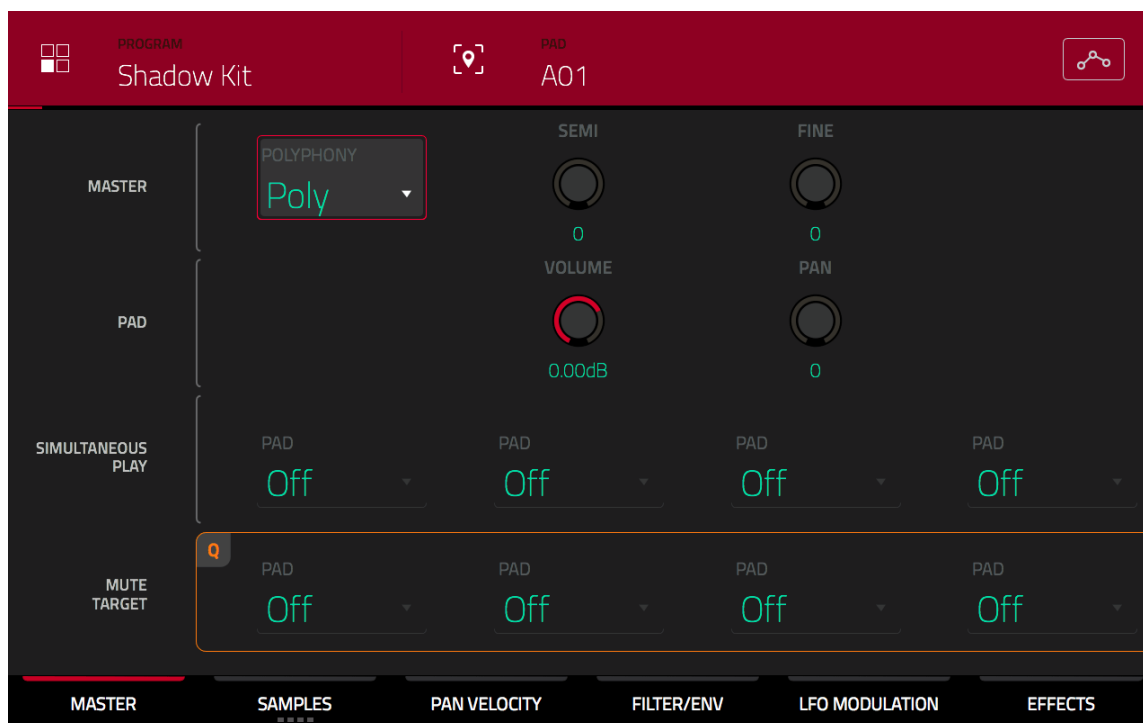 PROGRAM
Shadow Kit
PAD
A01
MASTER
POLYPHONY
Poly
SEMI
0
FINE
0
PAD
VOLUME
0.00dB
PAN
0
SIMULTANEOUS
PLAY
PAD
Off
PAD
Off
PAD
Off
PAD
Off
MUTE
TARGET
Q
PAD
Off
PAD
Off
PAD
Off
PAD
Off
MASTER
SAMPLES
PAN VELOCITY
FILTER/ENV
LFO MODULATION
EFFECTS